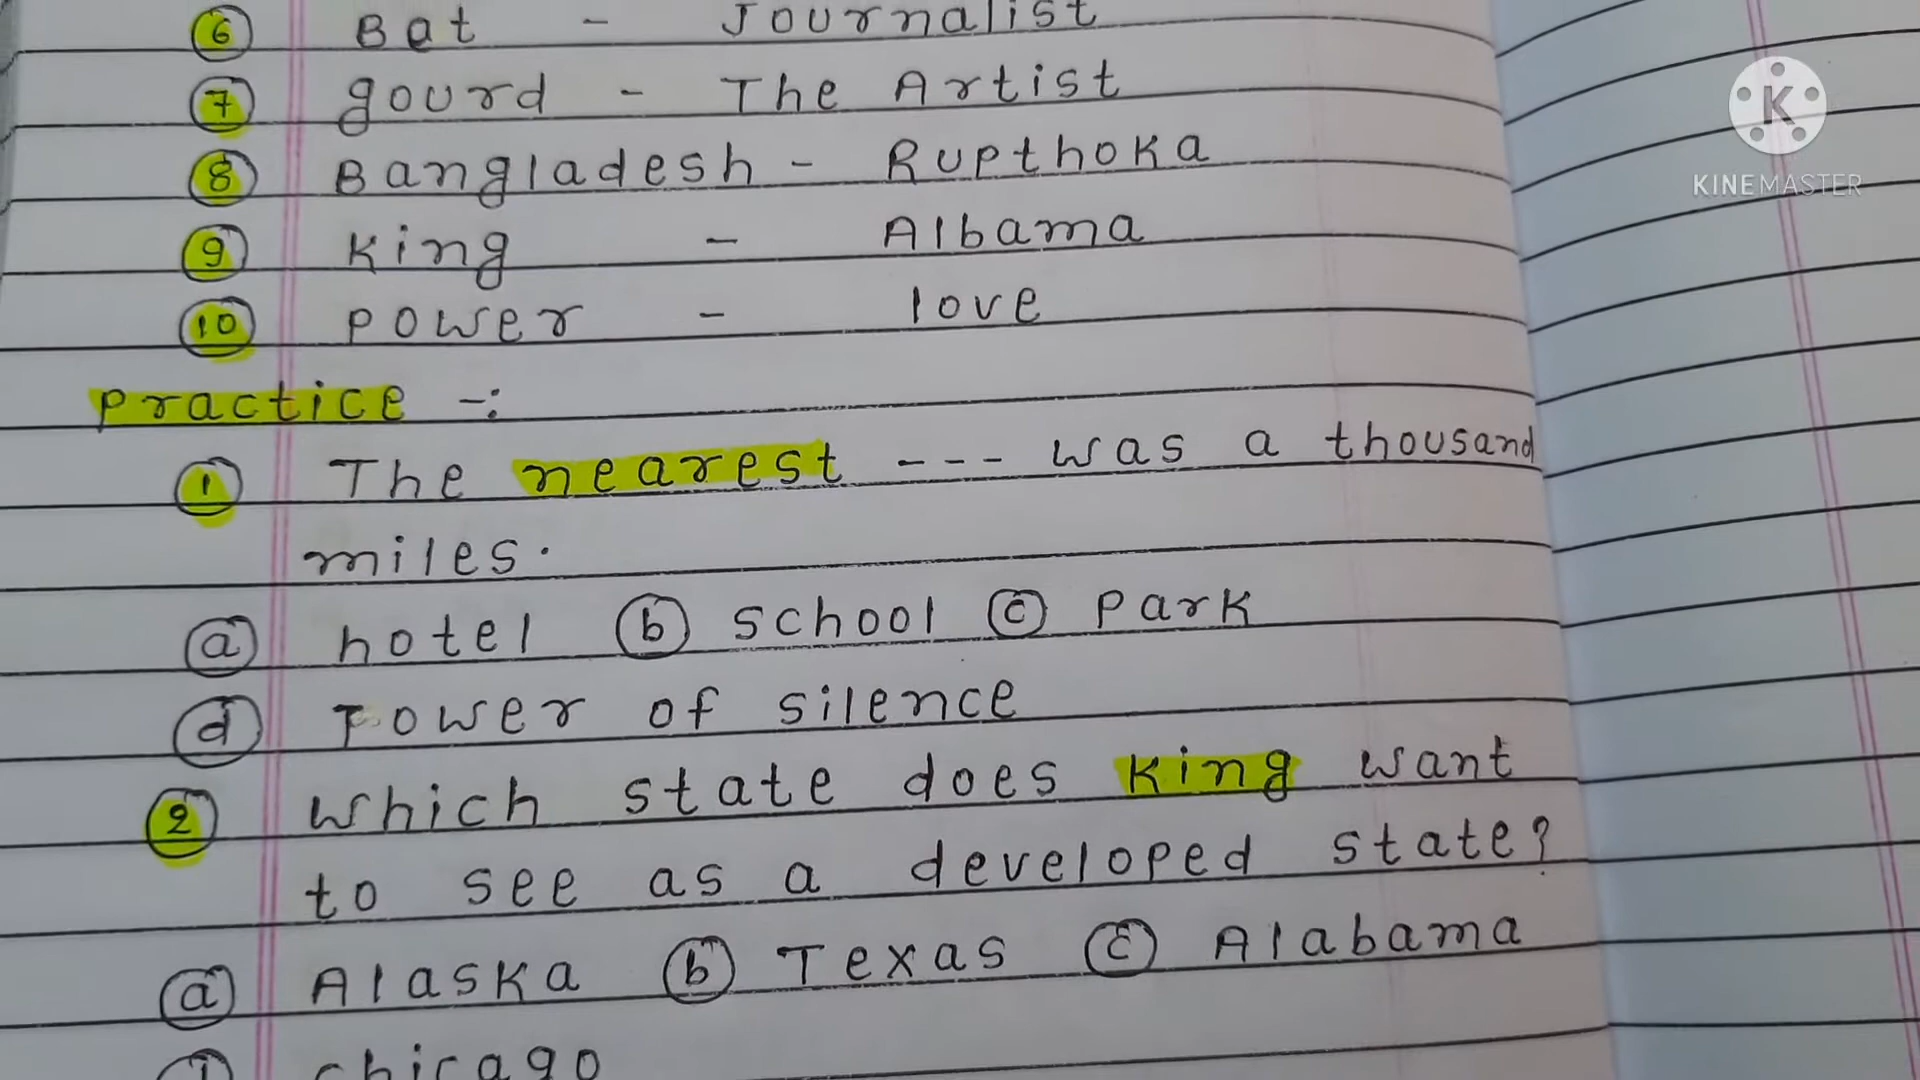 6 Bat - Journalist
7 gourd - The Artist
8 Bangladesh - Rupthoka
9 King - Albama
10 power - love
Practice -:
1 The nearest --- was a thousand
miles.
a hotel b school c Park
d Tower of silence
2 which state does King want
to see as a developed state?
a Alaska b Texas c Alabama
d chicago
K
KINEMASTER